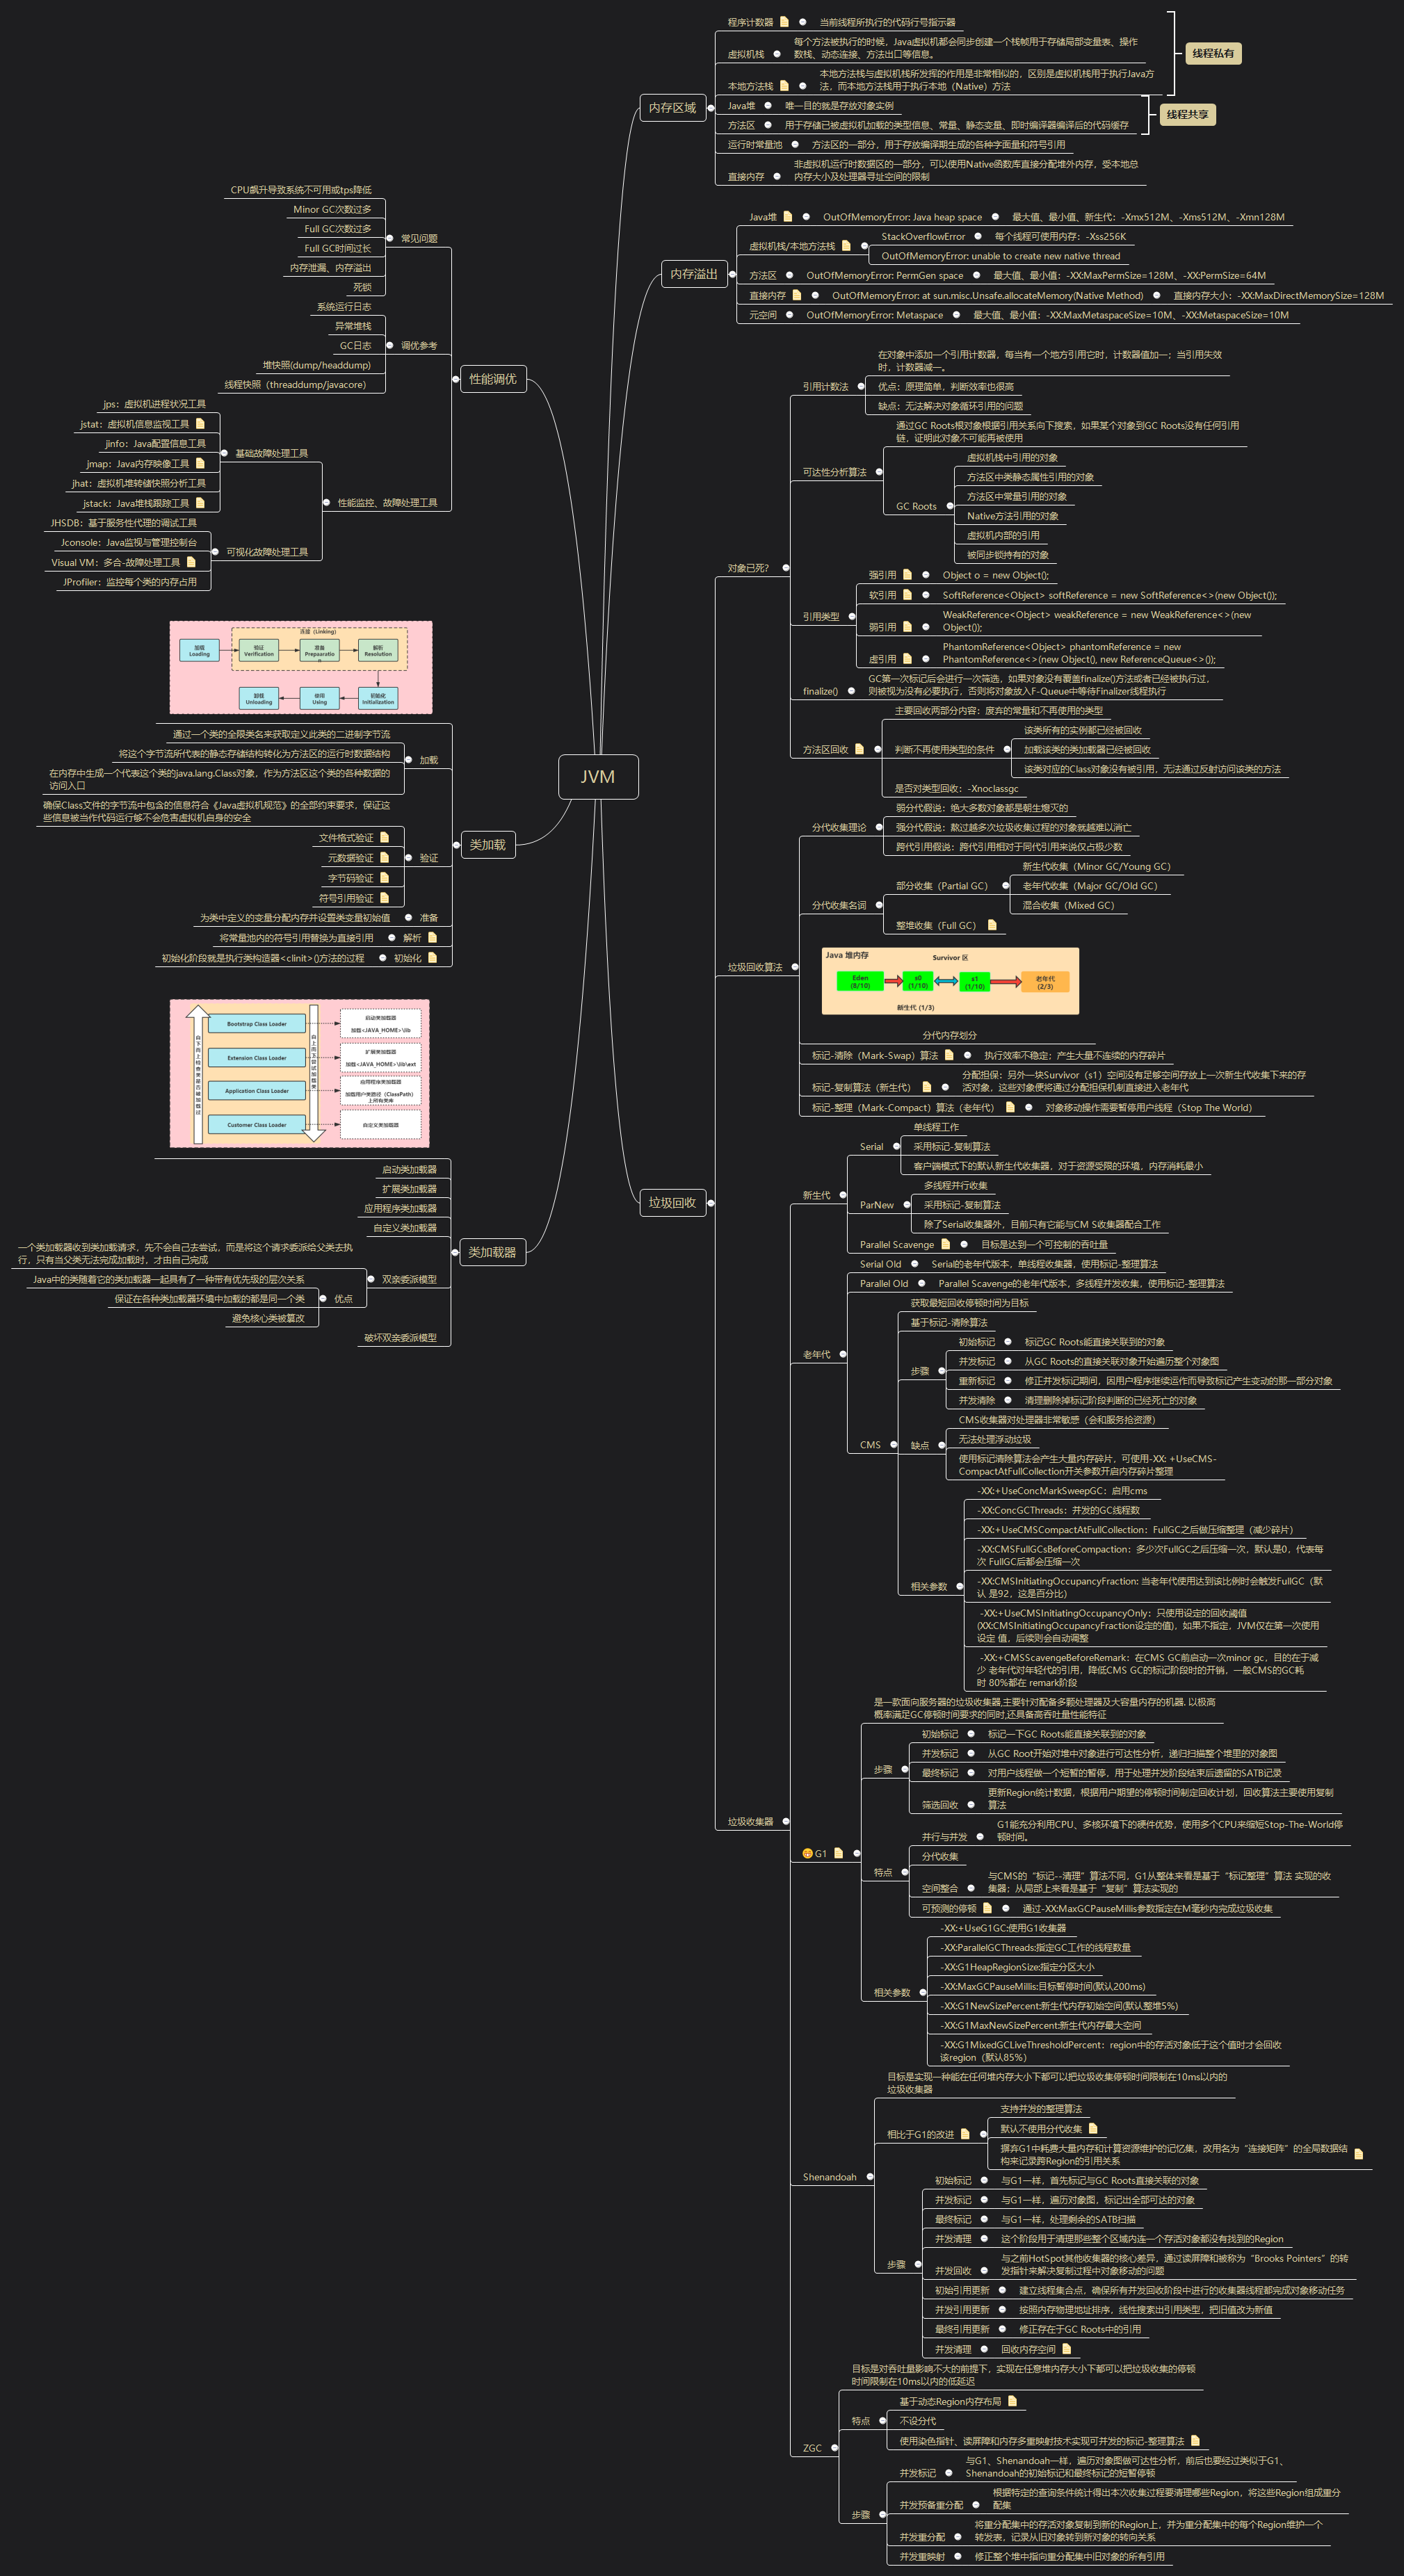 JVM
内存区域
程序计数器
当前线程所执行的代码行号指示器
虚拟机栈
每个方法被执行的时候，Java虚拟机都会同步创建一个栈帧用于存储局部变量表、操作
数栈、动态连接、方法出口等信息。
本地方法栈
本地方法栈与虚拟机栈所发挥的作用是非常相似的，区别是虚拟机栈用于执行Java方
法，而本地方法栈用于执行本地（Native）方法
线程私有
Java堆
唯一目的就是存放对象实例
方法区
用于存储已被虚拟机加载的类型信息、常量、静态变量、即时编译器编译后的代码缓存
线程共享
运行时常量池
方法区的一部分，用于存放编译期生成的各种字面量和符号引用
直接内存
非虚拟机运行时数据区的一部分，可以使用Native函数库直接分配堆外内存，受本地总
内存大小及处理器寻址空间的限制
内存溢出
Java堆
OutOfMemoryError: Java heap space
最大值、最小值、新生代：-Xmx512M、-Xms512M、-Xmn128M
虚拟机栈/本地方法栈
StackOverflowError
每个线程可使用内存：-Xss256K
OutOfMemoryError: unable to create new native thread
方法区
OutOfMemoryError: PermGen space
最大值、最小值：-XX:MaxPermSize=128M、-XX:PermSize=64M
直接内存
OutOfMemoryError: at sun.misc.Unsafe.allocateMemory(Native Method)
直接内存大小：-XX:MaxDirectMemorySize=128M
元空间
OutOfMemoryError: Metaspace
最大值、最小值：-XX:MaxMetaspaceSize=10M、-XX:MetaspaceSize=10M
垃圾回收
对象已死？
引用计数法
在对象中添加一个引用计数器，每当有一个地方引用它时，计数器值加一；当引用失效
时，计数器减一。
优点：原理简单，判断效率也很高
缺点：无法解决对象循环引用的问题
可达性分析算法
通过GC Roots根对象根据引用关系向下搜索，如果某个对象到GC Roots没有任何引用
链，证明此对象不可能再被使用
GC Roots
虚拟机栈中引用的对象
方法区中类静态属性引用的对象
方法区中常量引用的对象
Native方法引用的对象
虚拟机内部的引用
被同步锁持有的对象
引用类型
强引用
Object o = new Object();
软引用
SoftReference<Object> softReference = new SoftReference<>(new Object());
弱引用
WeakReference<Object> weakReference = new WeakReference<>(new
Object());
虚引用
PhantomReference<Object> phantomReference = new
PhantomReference<>(new Object(), new ReferenceQueue<>());
finalize()
GC第一次标记后会进行一次筛选，如果对象没有覆盖finalize()方法或者已经被执行过，
则被视为没有必要执行，否则将对象放入F-Queue中等待Finalizer线程执行
方法区回收
主要回收两部分内容：废弃的常量和不再使用的类型
判断不再使用类型的条件
该类所有的实例都已经被回收
加载该类的类加载器已经被回收
该类对应的Class对象没有被引用，无法通过反射访问该类的方法
是否对类型回收：-Xnoclassgc
垃圾回收算法
分代收集理论
弱分代假说：绝大多数对象都是朝生熄灭的
强分代假说：熬过越多次垃圾收集过程的对象就越难以消亡
跨代引用假说：跨代引用相对于同代引用来说仅占极少数
分代收集名词
部分收集（Partial GC）
新生代收集（Minor GC/Young GC）
老年代收集（Major GC/Old GC）
混合收集（Mixed GC）
整堆收集（Full GC）
Java 堆内存
Survivor 区
Eden
(8/10)
s0
(1/10)
s1
(1/10)
老年代
(2/3)
新生代 (1/3)
分代内存划分
标记-清除（Mark-Swap）算法
执行效率不稳定；产生大量不连续的内存碎片
标记-复制算法（新生代）
分配担保：另外一块Survivor（s1）空间没有足够空间存放上一次新生代收集下来的存
活对象，这些对象便将通过分配担保机制直接进入老年代
标记-整理（Mark-Compact）算法（老年代）
对象移动操作需要暂停用户线程（Stop The World）
垃圾收集器
新生代
Serial
单线程工作
采用标记-复制算法
客户端模式下的默认新生代收集器，对于资源受限的环境，内存消耗最小
ParNew
多线程并行收集
采用标记-复制算法
除了Serial收集器外，目前只有它能与CM S收集器配合工作
Parallel Scavenge
目标是达到一个可控制的吞吐量
老年代
Serial Old
Serial的老年代版本，单线程收集器，使用标记-整理算法
Parallel Old
Parallel Scavenge的老年代版本，多线程并发收集，使用标记-整理算法
CMS
获取最短回收停顿时间为目标
基于标记-清除算法
步骤
初始标记
标记GC Roots能直接关联到的对象
并发标记
从GC Roots的直接关联对象开始遍历整个对象图
重新标记
修正并发标记期间，因用户程序继续运作而导致标记产生变动的那一部分对象
并发清除
清理删除掉标记阶段判断的已经死亡的对象
缺点
CMS收集器对处理器非常敏感（会和服务抢资源）
无法处理浮动垃圾
使用标记清除算法会产生大量内存碎片，可使用-XX: +UseCMS-
CompactAtFullCollection开关参数开启内存碎片整理
相关参数
-XX:+UseConcMarkSweepGC：启用cms
-XX:ConcGCThreads：并发的GC线程数
-XX:+UseCMSCompactAtFullCollection：FullGC之后做压缩整理（减少碎片）
-XX:CMSFullGCsBeforeCompaction：多少次FullGC之后压缩一次，默认是0，代表每
次 FullGC后都会压缩一次
-XX:CMSInitiatingOccupancyFraction: 当老年代使用达到该比例时会触发FullGC（默
认 是92，这是百分比）
-XX:+UseCMSInitiatingOccupancyOnly：只使用设定的回收阈值
(XX:CMSInitiatingOccupancyFraction设定的值)，如果不指定，JVM仅在第一次使用
设定 值，后续则会自动调整
-XX:+CMSScavengeBeforeRemark：在CMS GC前启动一次minor gc，目的在于减
少 老年代对年轻代的引用，降低CMS GC的标记阶段时的开销，一般CMS的GC耗
时 80%都在 remark阶段
G1
是一款面向服务器的垃圾收集器,主要针对配备多颗处理器及大容量内存的机器. 以极高
概率满足GC停顿时间要求的同时,还具备高吞吐量性能特征
步骤
初始标记
标记一下GC Roots能直接关联到的对象
并发标记
从GC Root开始对堆中对象进行可达性分析，递归扫描整个堆里的对象图
最终标记
对用户线程做一个短暂的暂停，用于处理并发阶段结束后遗留的SATB记录
筛选回收
更新Region统计数据，根据用户期望的停顿时间制定回收计划，回收算法主要使用复制
算法
特点
并行与并发
G1能充分利用CPU、多核环境下的硬件优势，使用多个CPU来缩短Stop-The-World停
顿时间。
分代收集
空间整合
与CMS的“标记--清理”算法不同，G1从整体来看是基于“标记整理”算法 实现的收
集器；从局部上来看是基于“复制”算法实现的
可预测的停顿
通过-XX:MaxGCPauseMillis参数指定在M毫秒内完成垃圾收集
相关参数
-XX:+UseG1GC:使用G1收集器
-XX:ParallelGCThreads:指定GC工作的线程数量
-XX:G1HeapRegionSize:指定分区大小
-XX:MaxGCPauseMillis:目标暂停时间(默认200ms)
-XX:G1NewSizePercent:新生代内存初始空间(默认整堆5%)
-XX:G1MaxNewSizePercent:新生代内存最大空间
-XX:G1MixedGCLiveThresholdPercent：region中的存活对象低于这个值时才会回收
该region（默认85%）
Shenandoah
目标是实现一种能在任何堆内存大小下都可以把垃圾收集停顿时间限制在10ms以内的
垃圾收集器
相比于G1的改进
支持并发的整理算法
默认不使用分代收集
摒弃G1中耗费大量内存和计算资源维护的记忆集，改用名为“连接矩阵”的全局数据结
构来记录跨Region的引用关系
步骤
初始标记
与G1一样，首先标记与GC Roots直接关联的对象
并发标记
与G1一样，遍历对象图，标记出全部可达的对象
最终标记
与G1一样，处理剩余的SATB扫描
并发清理
这个阶段用于清理那些整个区域内连一个存活对象都没有找到的Region
并发回收
与之前HotSpot其他收集器的核心差异，通过读屏障和被称为“Brooks Pointers”的转
发指针来解决复制过程中对象移动的问题
初始引用更新
建立线程集合点，确保所有并发回收阶段中进行的收集器线程都完成对象移动任务
并发引用更新
按照内存物理地址排序，线性搜索出引用类型，把旧值改为新值
最终引用更新
修正存在于GC Roots中的引用
并发清理
回收内存空间
ZGC
目标是对吞吐量影响不大的前提下，实现在任意堆内存大小下都可以把垃圾收集的停顿
时间限制在10ms以内的低延迟
特点
基于动态Region内存布局
不设分代
使用染色指针、读屏障和内存多重映射技术实现可并发的标记-整理算法
步骤
并发标记
与G1、Shenandoah一样，遍历对象图做可达性分析，前后也要经过类似于G1、
Shenandoah的初始标记和最终标记的短暂停顿
并发预备重分配
根据特定的查询条件统计得出本次收集过程要清理哪些Region，将这些Region组成重分
配集
并发重分配
将重分配集中的存活对象复制到新的Region上，并为重分配集中的每个Region维护一个
转发表，记录从旧对象转到新对象的转向关系
并发重映射
修正整个堆中指向重分配集中旧对象的所有引用
性能调优
常见问题
CPU飙升导致系统不可用或tps降低
Minor GC次数过多
Full GC次数过多
Full GC时间过长
内存泄漏、内存溢出
死锁
调优参考
系统运行日志
异常堆栈
GC日志
堆快照(dump/headdump)
线程快照（threaddump/javacore）
性能监控、故障处理工具
基础故障处理工具
jps：虚拟机进程状况工具
jstat：虚拟机信息监视工具
jinfo：Java配置信息工具
jmap：Java内存映像工具
jhat：虚拟机堆转储快照分析工具
jstack：Java堆栈跟踪工具
可视化故障处理工具
JHSDB：基于服务性代理的调试工具
Jconsole：Java监视与管理控制台
Visual VM：多合-故障处理工具
JProfiler：监控每个类的内存占用
类加载
连接（Linking）
加载
Loading
验证
Verification
准备
Prepaaratio
n
解析
Resolution
卸载
Unloading
使用
Using
初始化
Initialization
加载
通过一个类的全限类名来获取定义此类的二进制字节流
将这个字节流所代表的静态存储结构转化为方法区的运行时数据结构
在内存中生成一个代表这个类的java.lang.Class对象，作为方法区这个类的各种数据的
访问入口
验证
确保Class文件的字节流中包含的信息符合《Java虚拟机规范》的全部约束要求，保证这
些信息被当作代码运行够不会危害虚拟机自身的安全
文件格式验证
元数据验证
字节码验证
符号引用验证
准备
为类中定义的变量分配内存并设置类变量初始值
解析
将常量池内的符号引用替换为直接引用
初始化
初始化阶段就是执行类构造器<clinit>()方法的过程
类加载器
自下而上检查类是否被加载过
自上而下尝试加载类
Bootstrap Class Loader
启动类加载器
加载<JAVA_HOME>\lib
Extension Class Loader
扩展类加载器
加载<JAVA_HOME>\lib\ext
Application Class Loader
应用程序类加载器
加载用户类路径（ClassPath）
上所有类库
Customer Class Loader
自定义类加载器
启动类加载器
扩展类加载器
应用程序类加载器
自定义类加载器
双亲委派模型
一个类加载器收到类加载请求，先不会自己去尝试，而是将这个请求委派给父类去执
行，只有当父类无法完成加载时，才由自己完成
优点
Java中的类随着它的类加载器一起具有了一种带有优先级的层次关系
保证在各种类加载器环境中加载的都是同一个类
避免核心类被篡改
破坏双亲委派模型